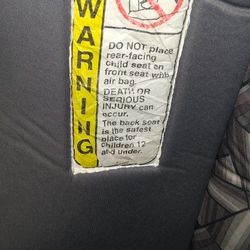 WARNING
DO NOT place
rear-facing
child seat on
front seat with
air bag.
DEATH OR
SERIOUS
INJURY can
occur.
The back seat
is the safest
place for
children 12
and under.